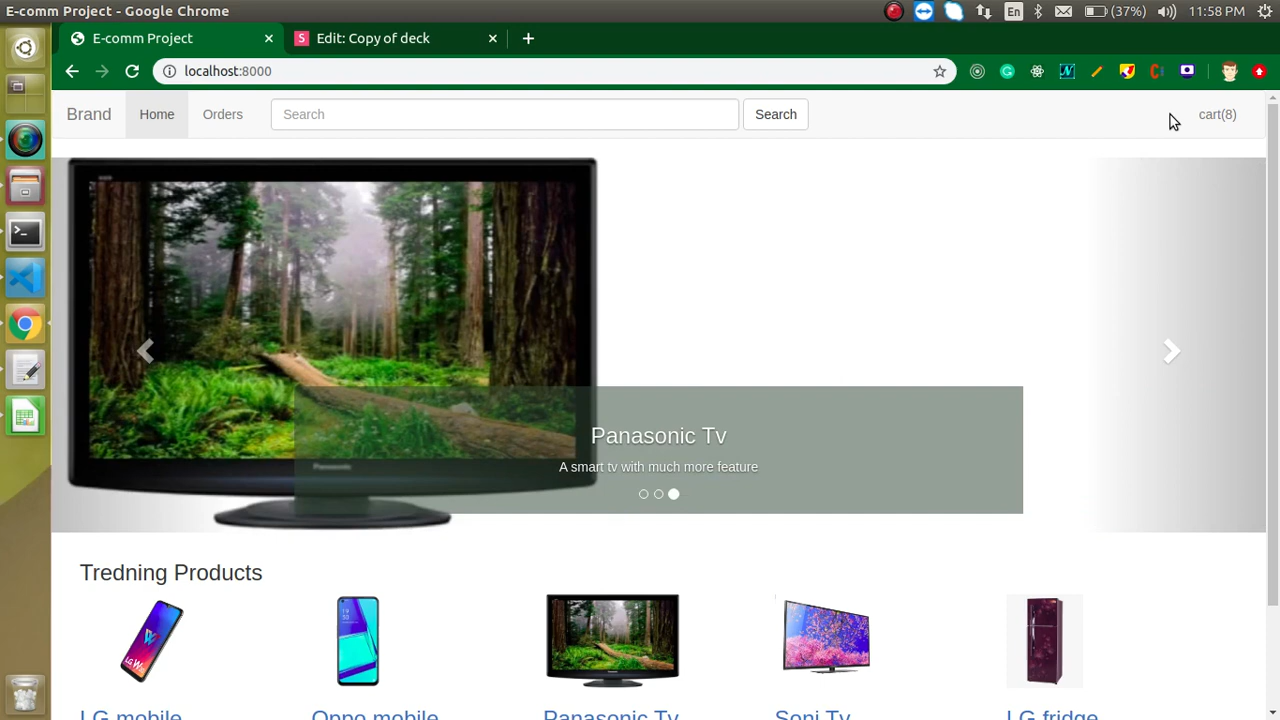 E-comm Project - Google Chrome
En
(37%)
11:58 PM
E-comm Project
S
Edit: Copy of deck
localhost:8000
Brand
Home
Orders
Search
Search
cart(8)
Panasonic
Panasonic Tv
A smart tv with much more feature
Tredning Products
LG mobile
Oppo mobile
Panasonic Tv
Soni Tv
LG fridge